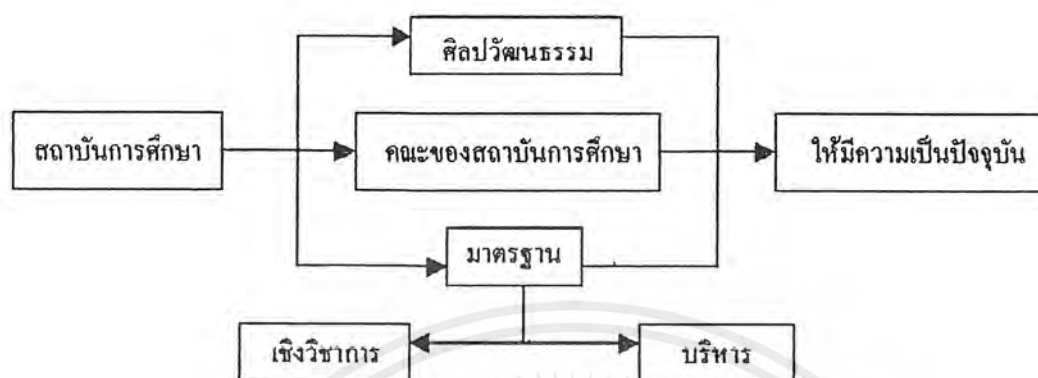 ศิลปวัฒนธรรม
สถาบันการศึกษา
คณะของสถาบันการศึกษา
ให้มีความเป็นปัจจุบัน
มาตรฐาน
เชิงวิชาการ
บริหาร